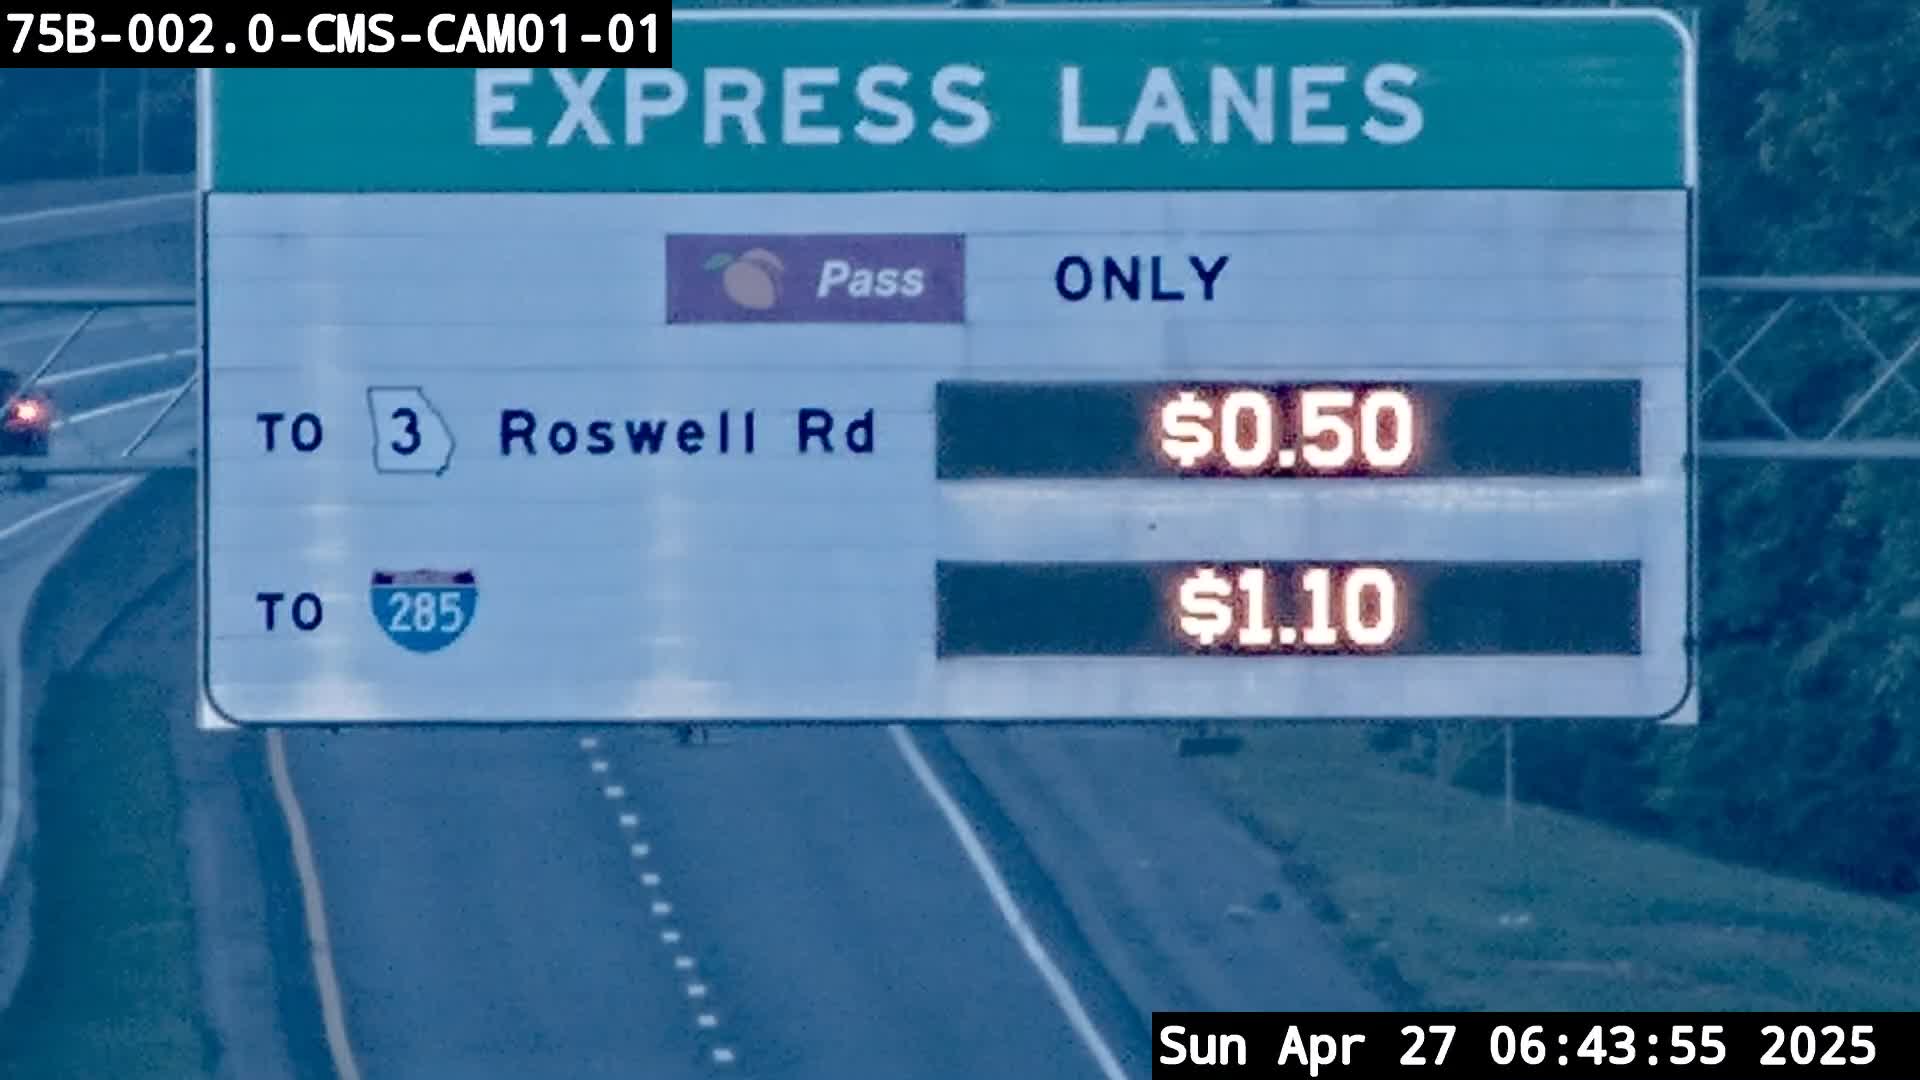 75B-002.0-CMS-CAM01-01
EXPRESS LANES
Pass ONLY
TO 3 Roswell Rd $0.50
TO 285 $1.10
Sun Apr 27 06:43:55 2025